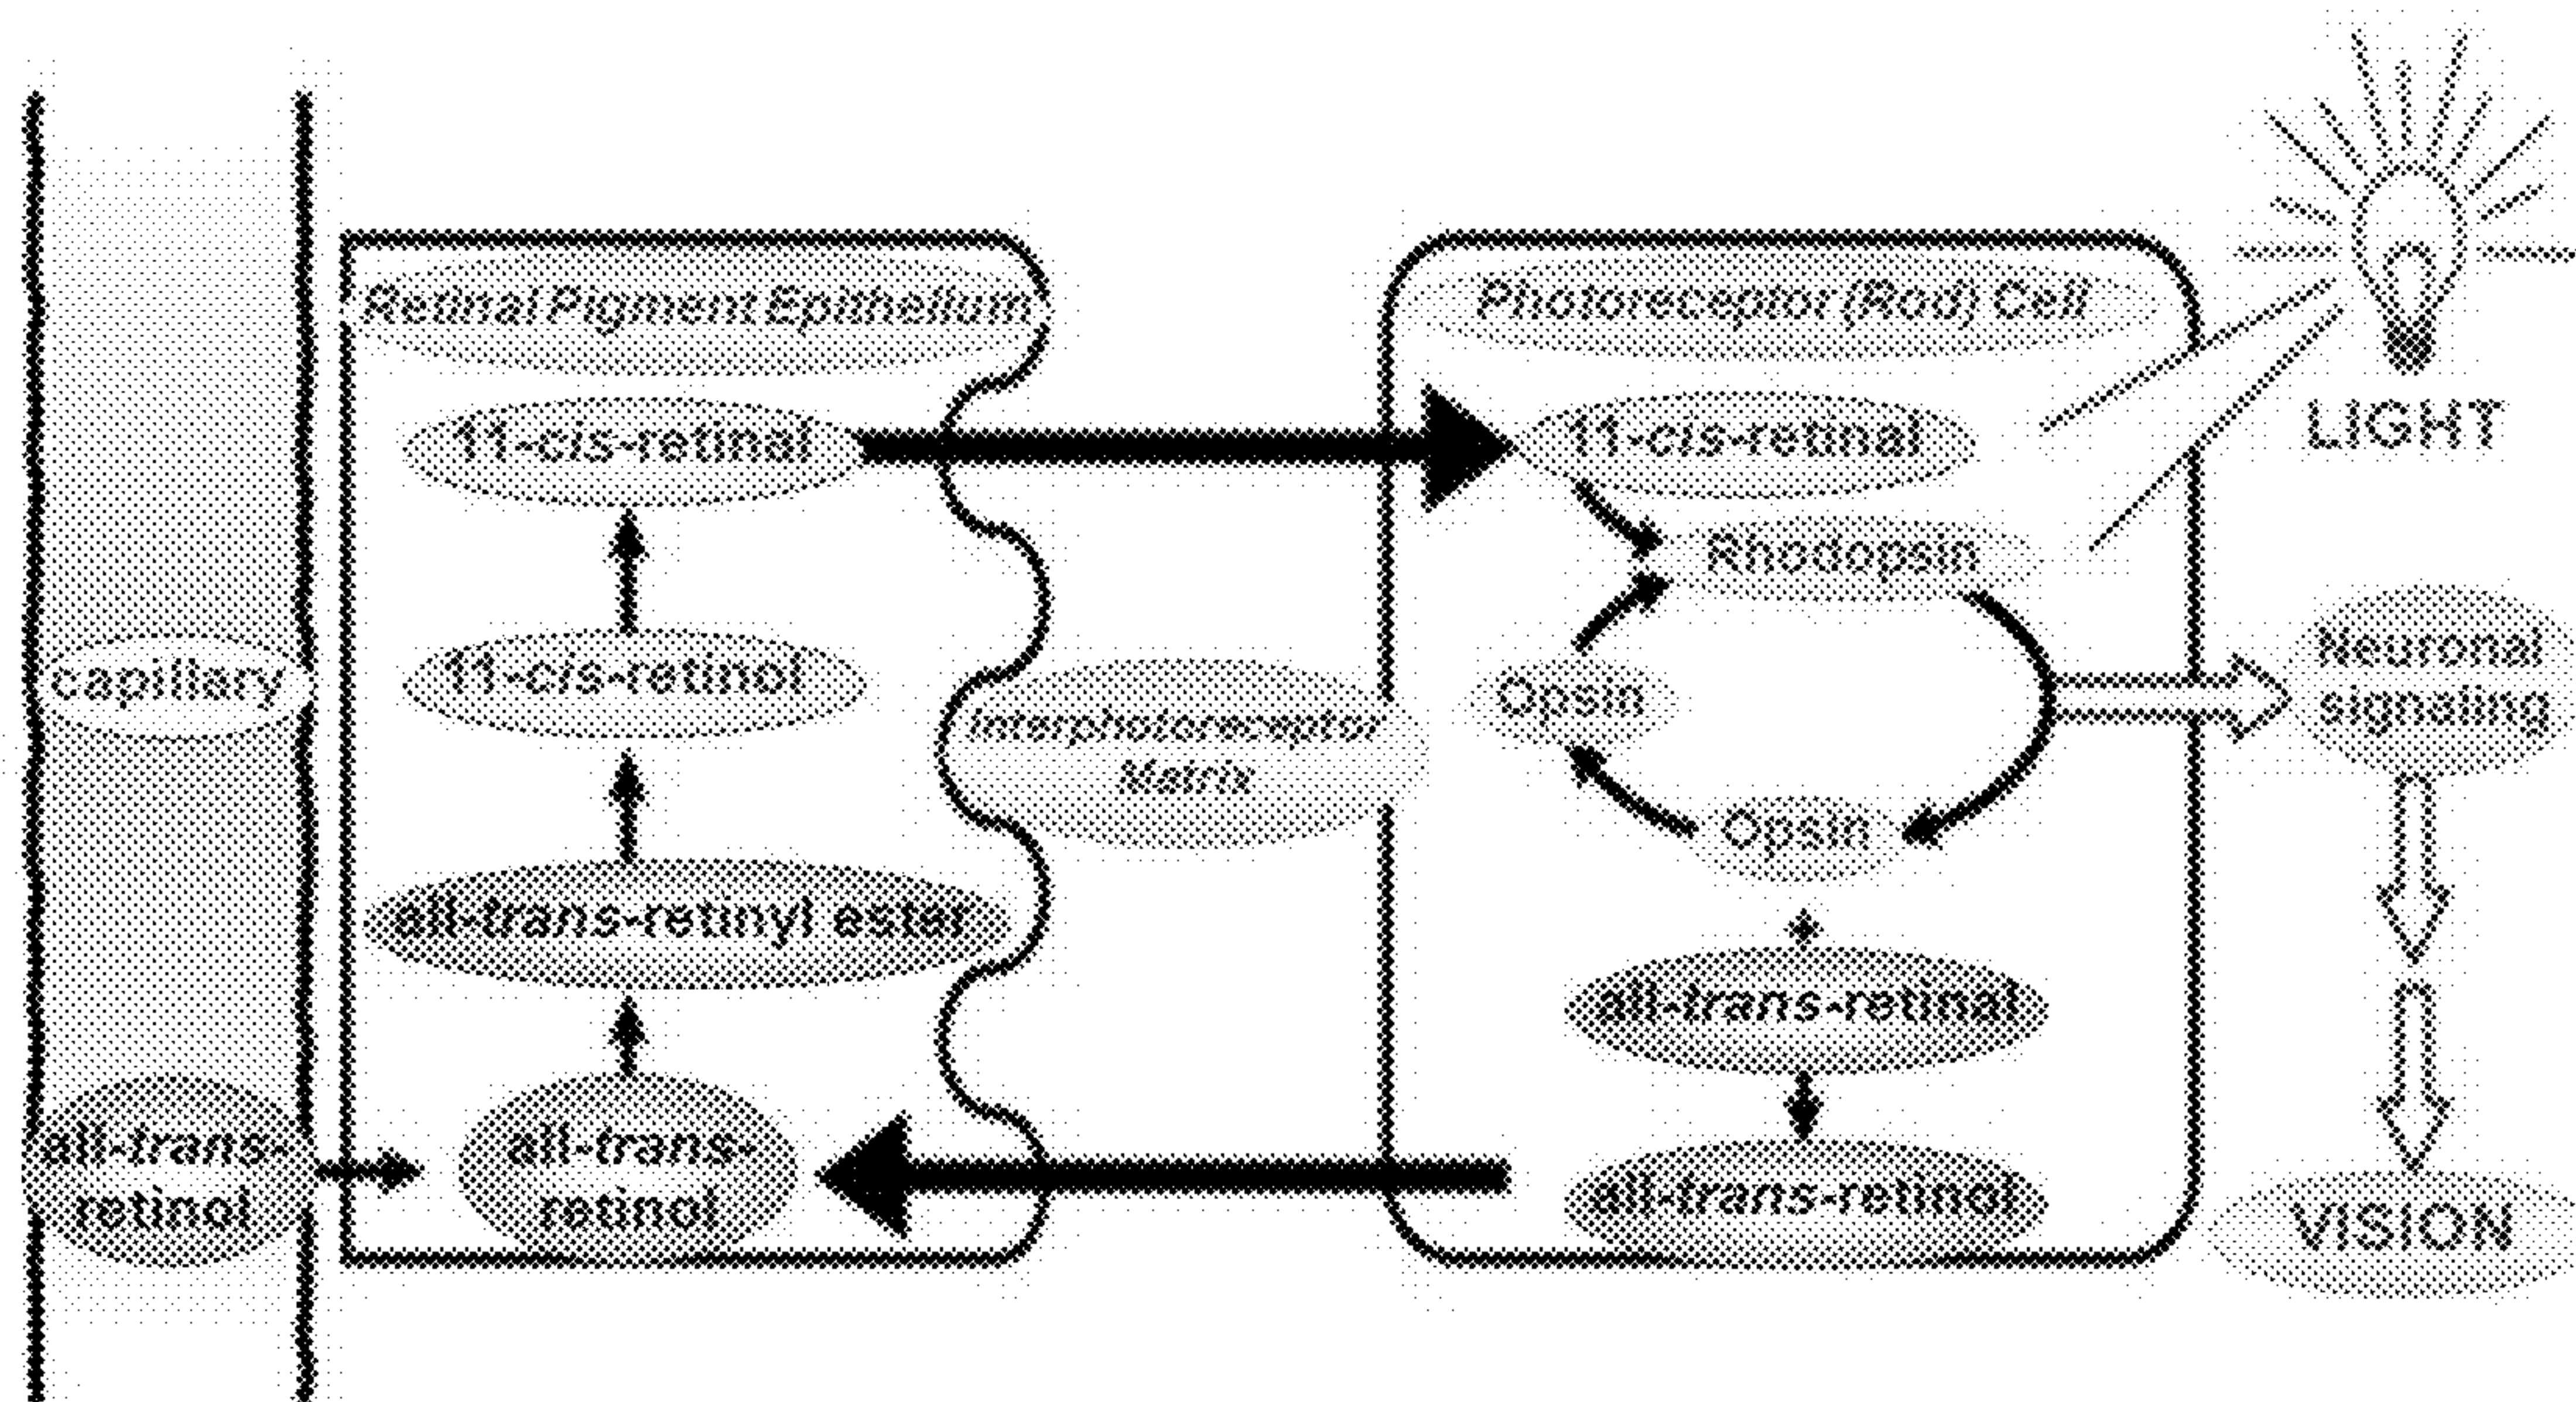 Retinal Pigment Epithelium
Photoreceptor (Rod) Cell
11-cis-retinal
11-cis-retinal
LIGHT
Rhodopsin
capillary
11-cis-retinol
Interphotoreceptor
Matrix
Opsin
Neuronal
signaling
Opsin
all-trans-retinyl ester
all-trans-retinal
all-trans-
retinol
all-trans-
retinol
all-trans-retinol
VISION